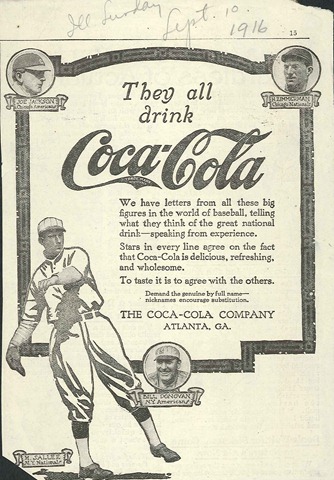 Ill Sunday
Sept. 10.
1916
15
JOE JACKSON
Chicago Americans
H. ZIMMERMAN
Chicago Nationals
They all
drink
Coca-Cola
We have letters from all these big
figures in the world of baseball, telling
what they think of the great national
drink—speaking from experience.
Stars in every line agree on the fact
that Coca-Cola is delicious, refreshing,
and wholesome.
To taste it is to agree with the others.
Demand the genuine by full name—
nicknames encourage substitution.
THE COCA-COLA COMPANY
ATLANTA, GA.
BILL DONOVAN
N.Y. Americans
H. SALLEE
N.Y. Nationals